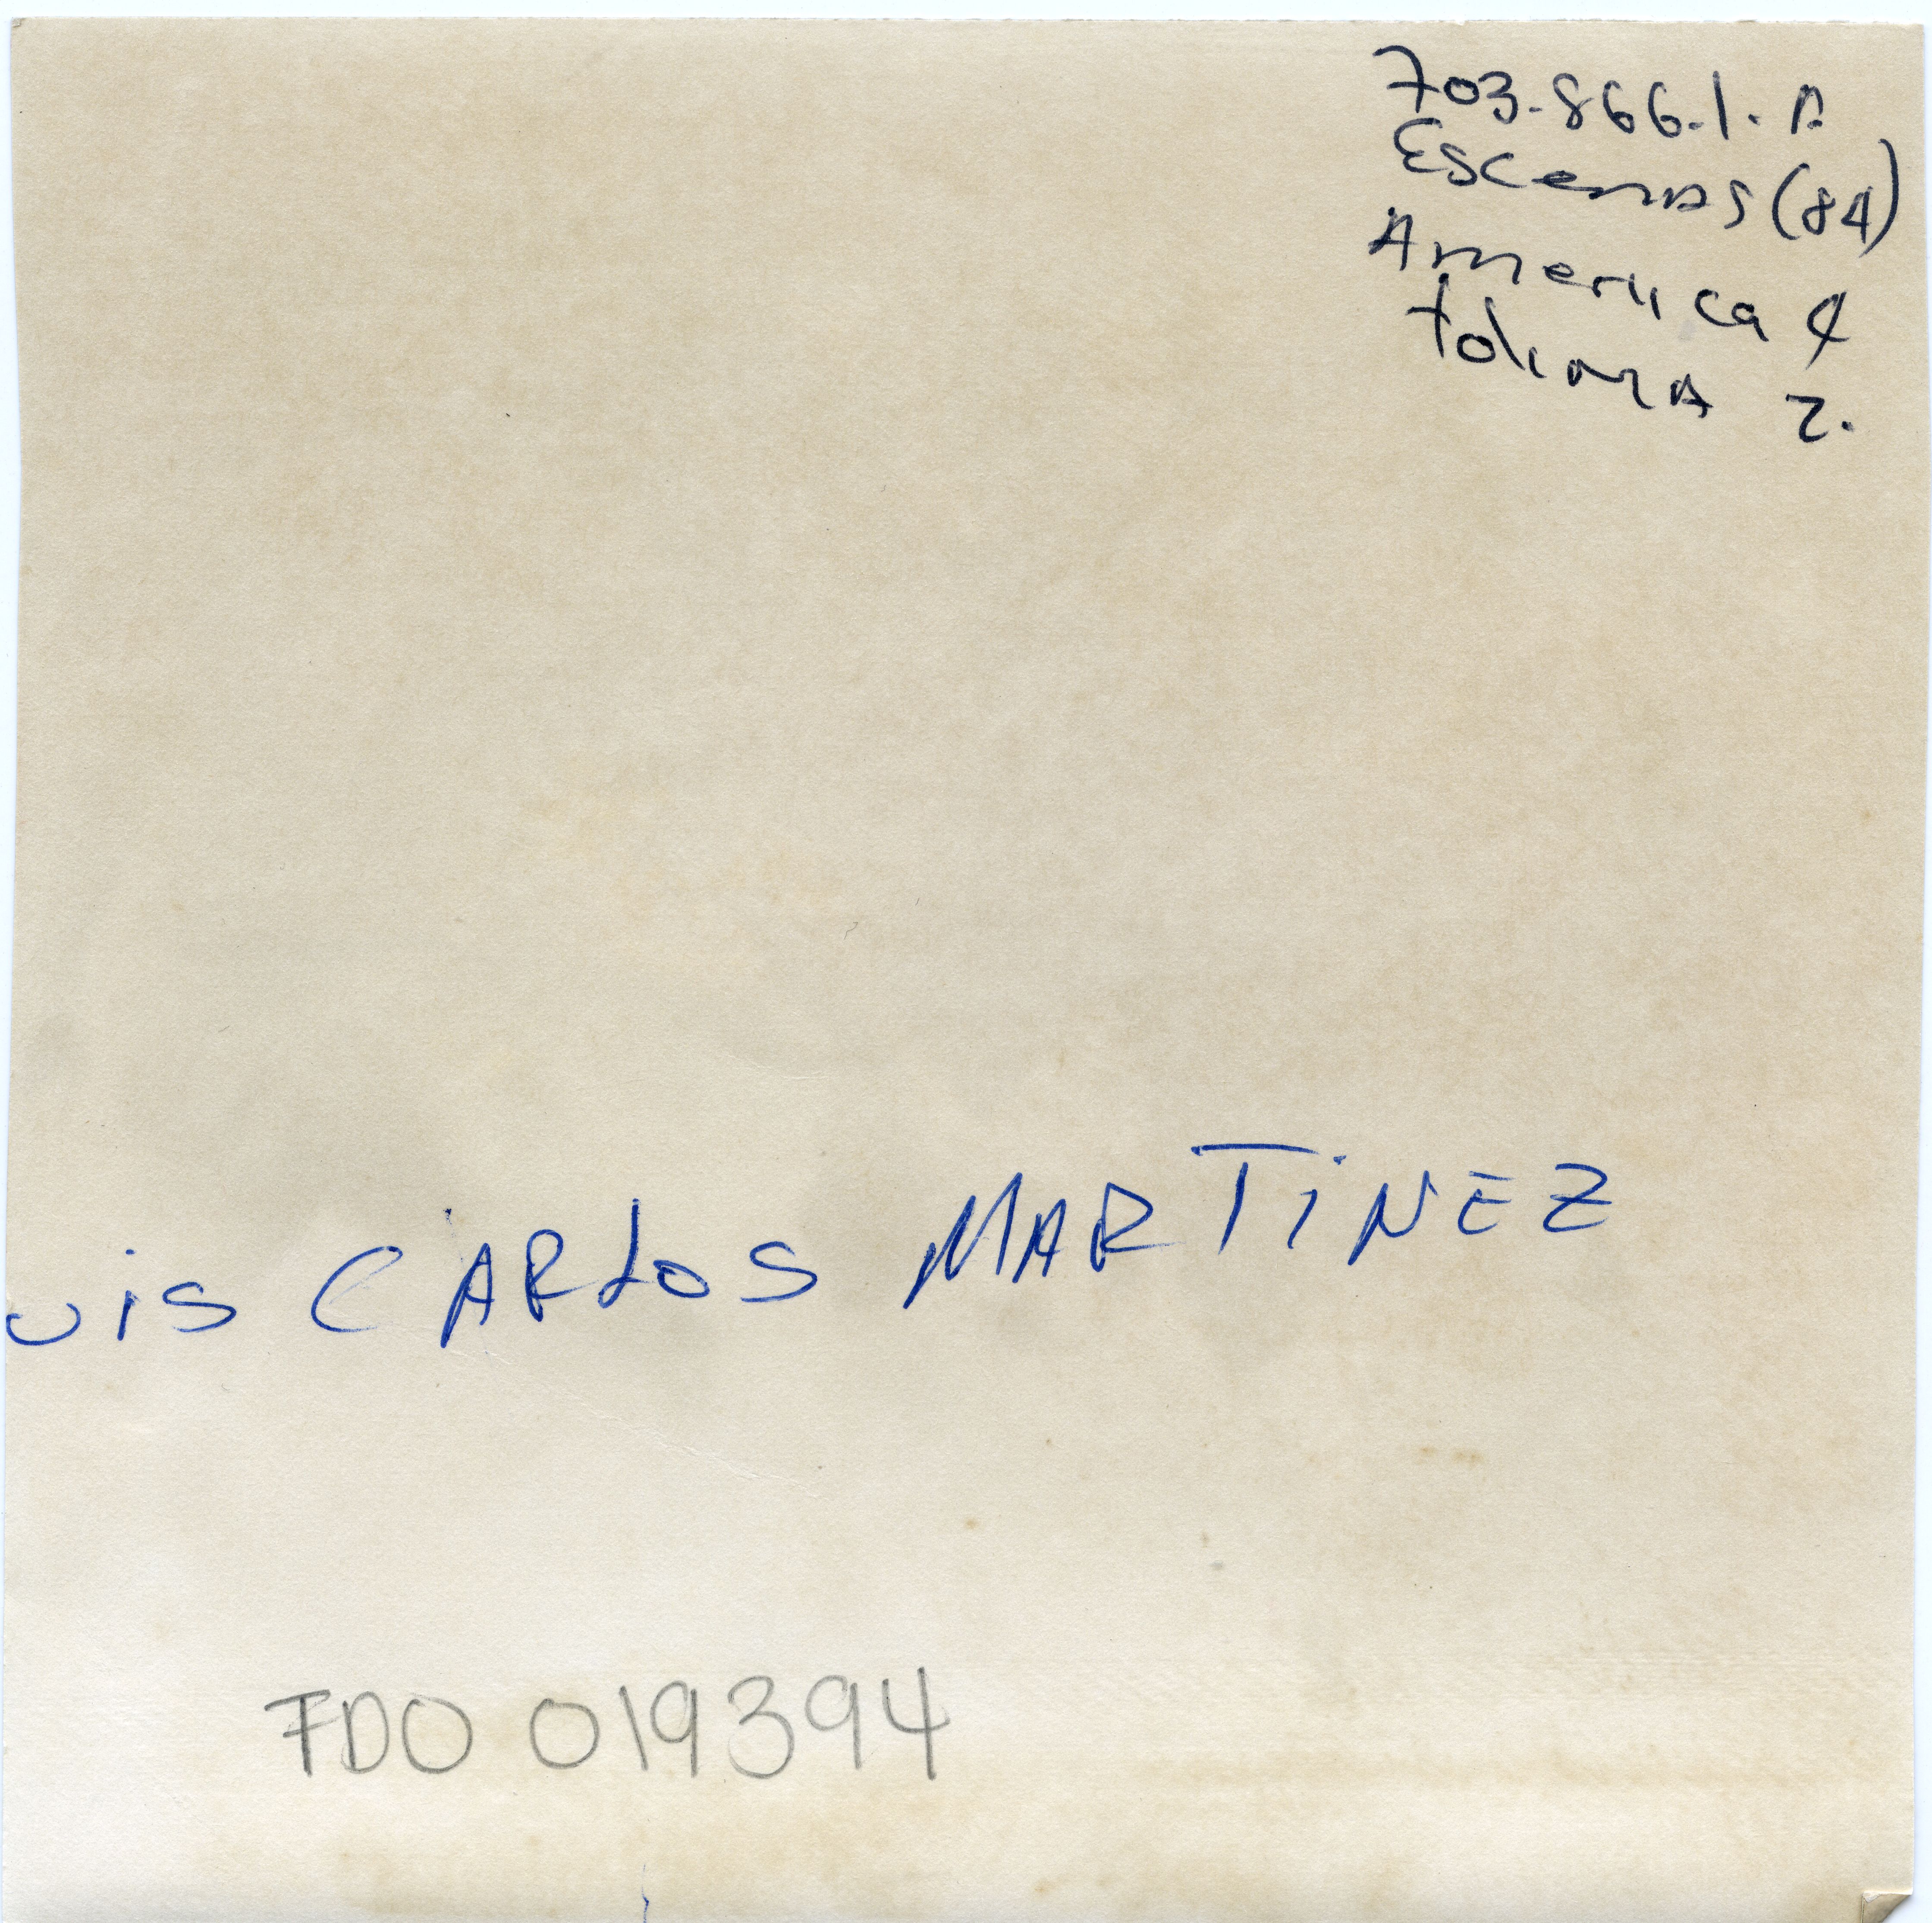 703-866.1.A
Escenas (84)
America 4
Tolima 2.
uis CARLOS MARTiNEZ
FDO 019394